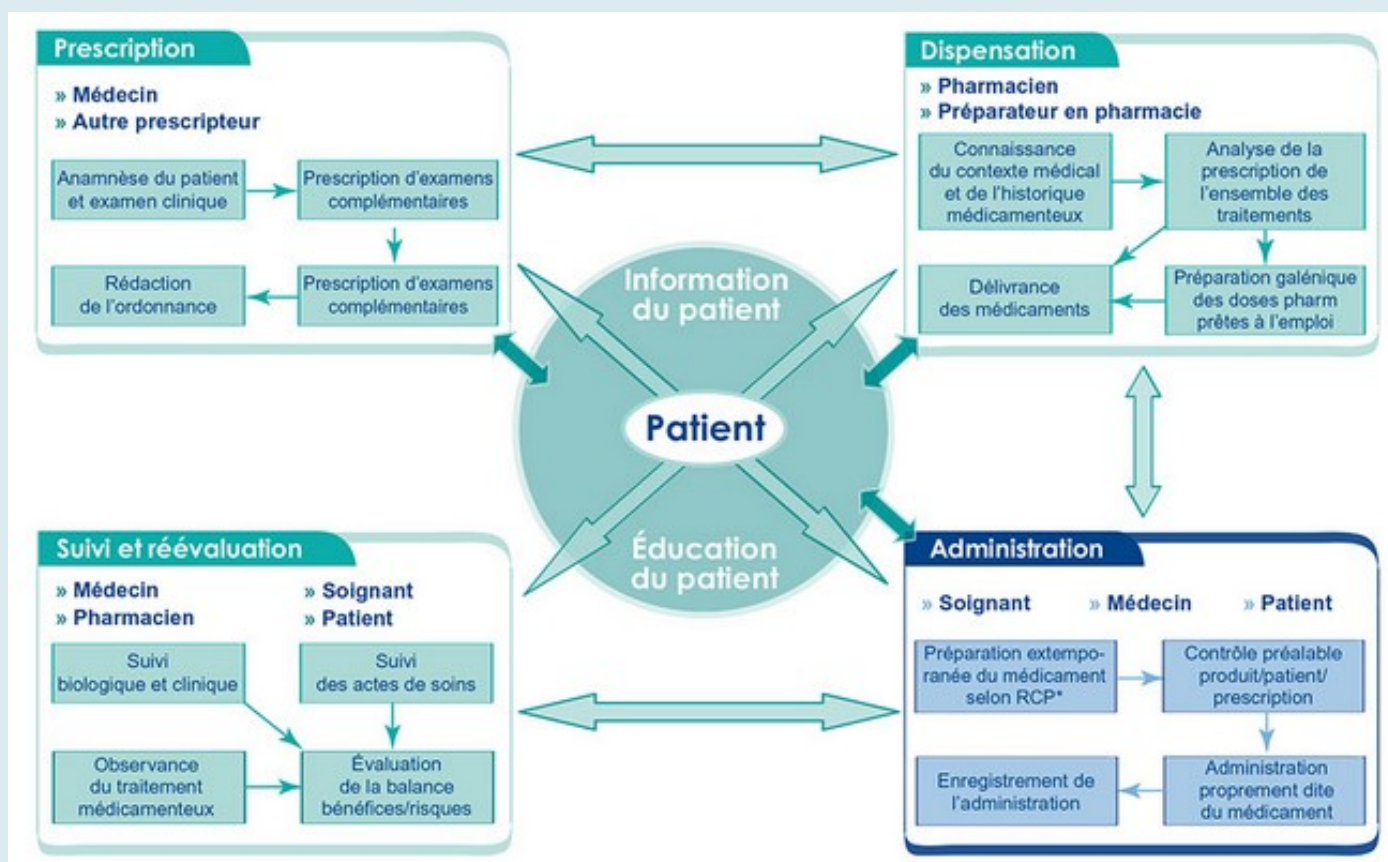 Prescription
» Médecin
» Autre prescripteur
Anamnèse du patient
et examen clinique
Prescription d'examens
complémentaires
Rédaction
de l'ordonnance
Prescription d'examens
complémentaires
Dispensation
» Pharmacien
» Préparateur en pharmacie
Connaissance
du contexte médical
et de l'historique
médicamenteux
Analyse de la
prescription de
l'ensemble des
traitements
Délivrance
des médicaments
Préparation galénique
des doses pharm
prêtes à l'emploi
Information
du patient
Patient
Éducation
du patient
Suivi et réévaluation
» Médecin
» Pharmacien
» Soignant
» Patient
Suivi
biologique et clinique
Suivi
des actes de soins
Observance
du traitement
médicamenteux
Évaluation
de la balance
bénéfices/risques
Administration
» Soignant
» Médecin
» Patient
Préparation extempo-
ranée du médicament
selon RCP*
Contrôle préalable
produit/patient/
prescription
Enregistrement de
l'administration
Administration
proprement dite
du médicament